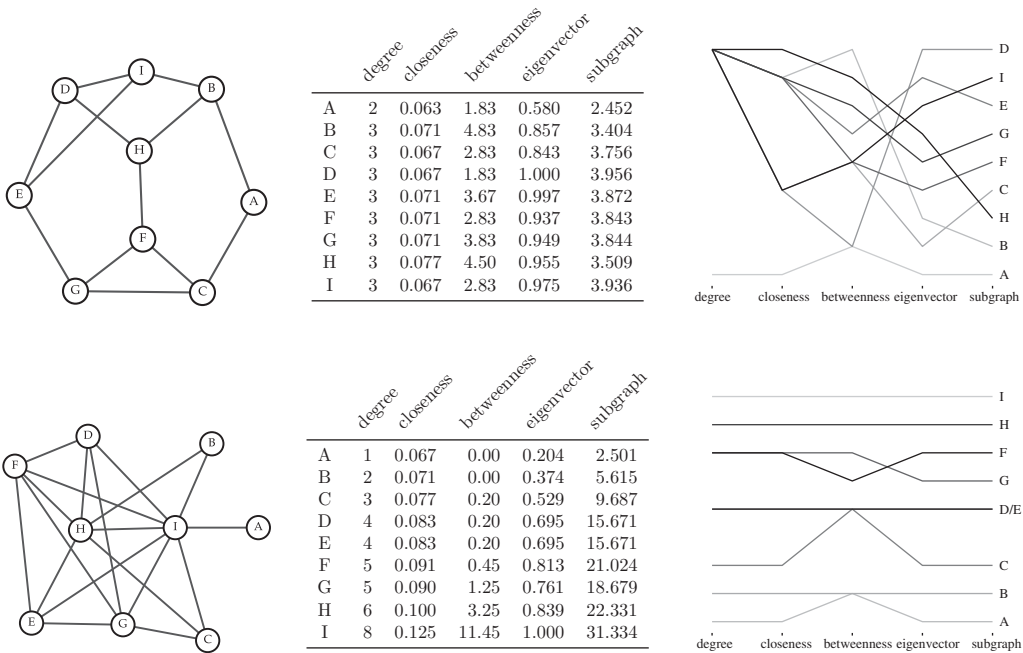 I
D
B
H
E
A
F
G
C
degree closeness betweenness eigenvector subgraph
A 2 0.063 1.83 0.580 2.452
B 3 0.071 4.83 0.857 3.404
C 3 0.067 2.83 0.843 3.756
D 3 0.067 1.83 1.000 3.956
E 3 0.071 3.67 0.997 3.872
F 3 0.071 2.83 0.937 3.843
G 3 0.071 3.83 0.949 3.844
H 3 0.077 4.50 0.955 3.509
I 3 0.067 2.83 0.975 3.936
D
I
E
G
F
C
H
B
A
degree closeness betweenness eigenvector subgraph
D
B
F
H
I
A
E
G
C
degree closeness betweenness eigenvector subgraph
A 1 0.067 0.00 0.204 2.501
B 2 0.071 0.00 0.374 5.615
C 3 0.077 0.20 0.529 9.687
D 4 0.083 0.20 0.695 15.671
E 4 0.083 0.20 0.695 15.671
F 5 0.091 0.45 0.813 21.024
G 5 0.090 1.25 0.761 18.679
H 6 0.100 3.25 0.839 22.331
I 8 0.125 11.45 1.000 31.334
I
H
F
G
D/E
C
B
A
degree closeness betweenness eigenvector subgraph